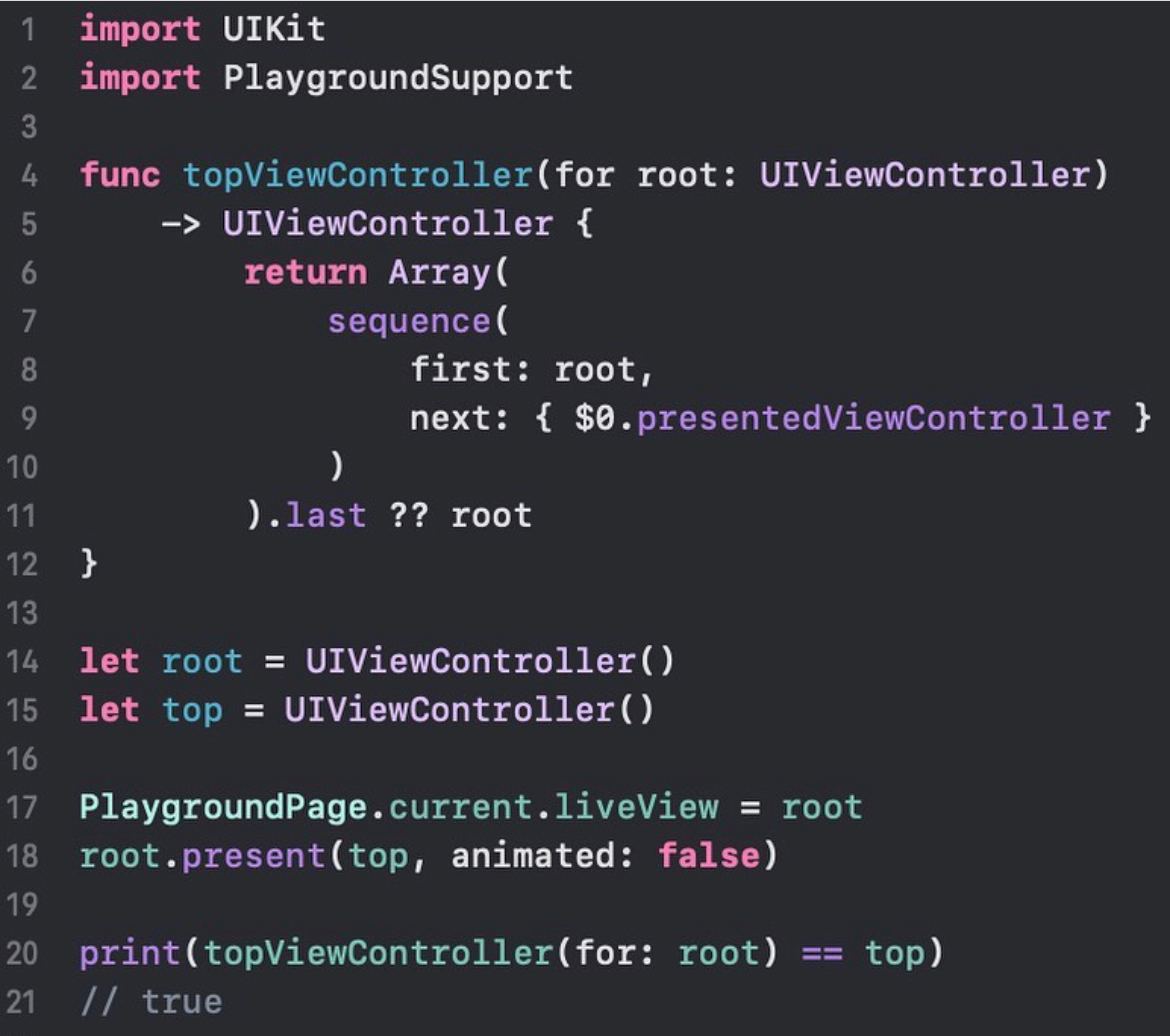 1 import UIKit
2 import PlaygroundSupport
3
4 func topViewController(for root: UIViewController)
5     -> UIViewController {
6         return Array(
7             sequence(
8                 first: root,
9                 next: { $0.presentedViewController }
10             )
11         ).last ?? root
12 }
13
14 let root = UIViewController()
15 let top = UIViewController()
16
17 PlaygroundPage.current.liveView = root
18 root.present(top, animated: false)
19
20 print(topViewController(for: root) == top)
21 // true